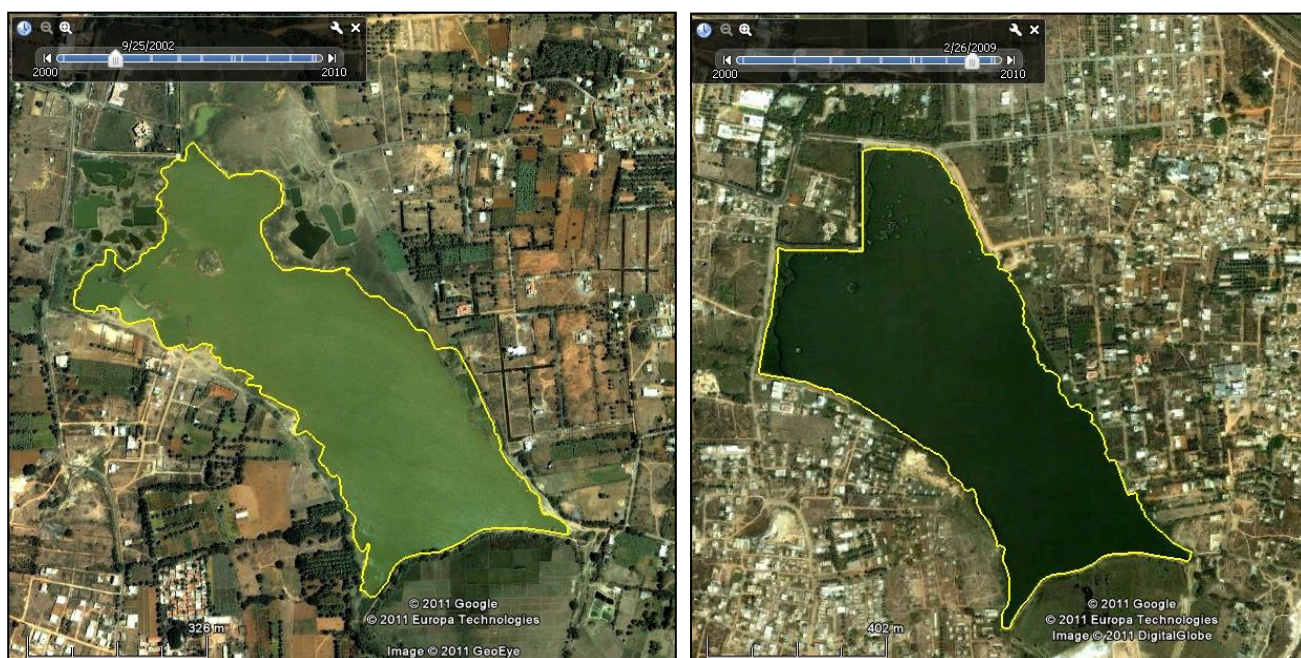 9/25/2002
2000
2010
© 2011 Google
© 2011 Europa Technologies
326 m
Image © 2011 GeoEye
2/26/2009
2000
2010
© 2011 Google
© 2011 Europa Technologies
402 m
Image © 2011 DigitalGlobe